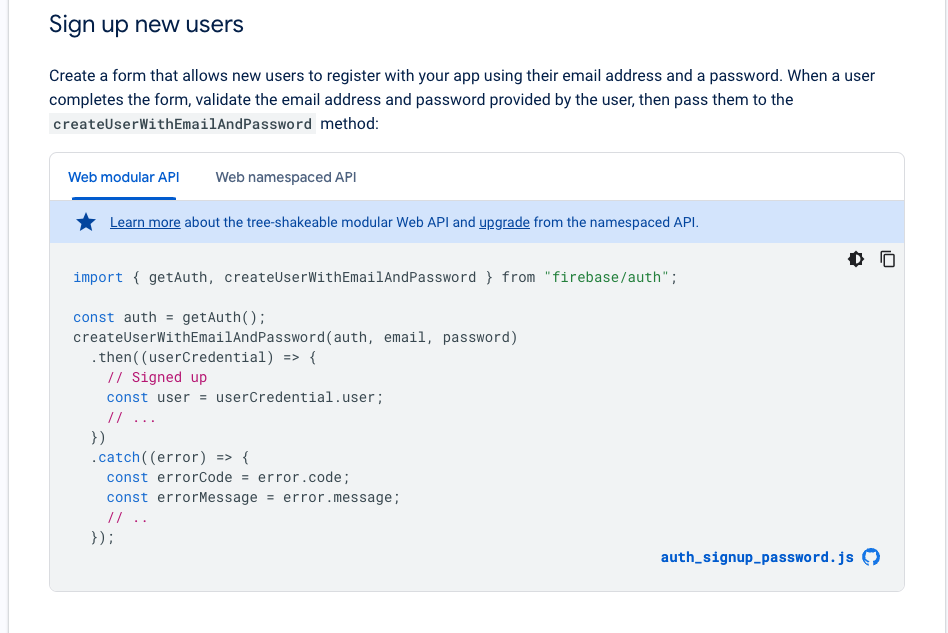 Sign up new users
Create a form that allows new users to register with your app using their email address and a password. When a user
completes the form, validate the email address and password provided by the user, then pass them to the
createUserWithEmailAndPassword method:
Web modular API Web namespaced API
Learn more about the tree-shakeable modular Web API and upgrade from the namespaced API.
import { getAuth, createUserWithEmailAndPassword } from "firebase/auth";
const auth = getAuth();
createUserWithEmailAndPassword(auth, email, password)
  .then((userCredential) => {
    // Signed up
    const user = userCredential.user;
    // ...
  })
  .catch((error) => {
    const errorCode = error.code;
    const errorMessage = error.message;
    // ..
  });
auth_signup_password.js